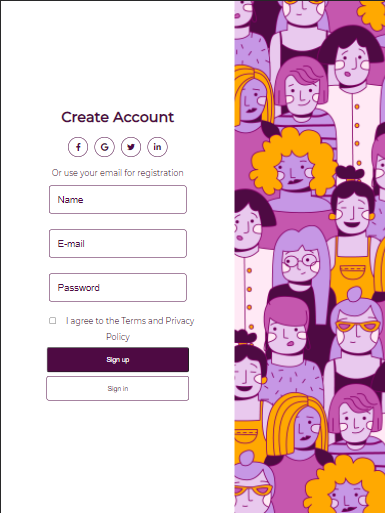 Create Account
f G in
Or use your email for registration
Name
E-mail
Password
I agree to the Terms and Privacy
Policy
Sign up
Sign in